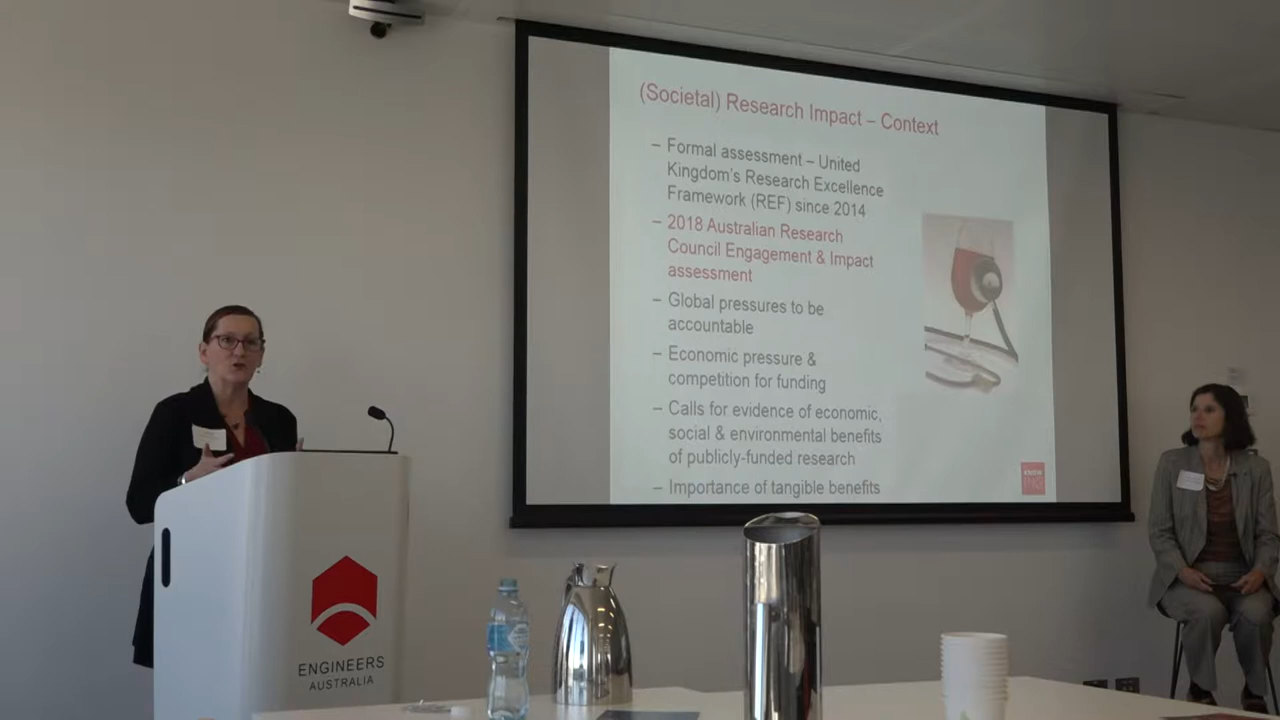 (Societal) Research Impact – Context
– Formal assessment – United
Kingdom's Research Excellence
Framework (REF) since 2014
– 2018 Australian Research
Council Engagement & Impact
assessment
– Global pressures to be
accountable
– Economic pressure &
competition for funding
– Calls for evidence of economic,
social & environmental benefits
of publicly-funded research
– Importance of tangible benefits
ENGINEERS
AUSTRALIA